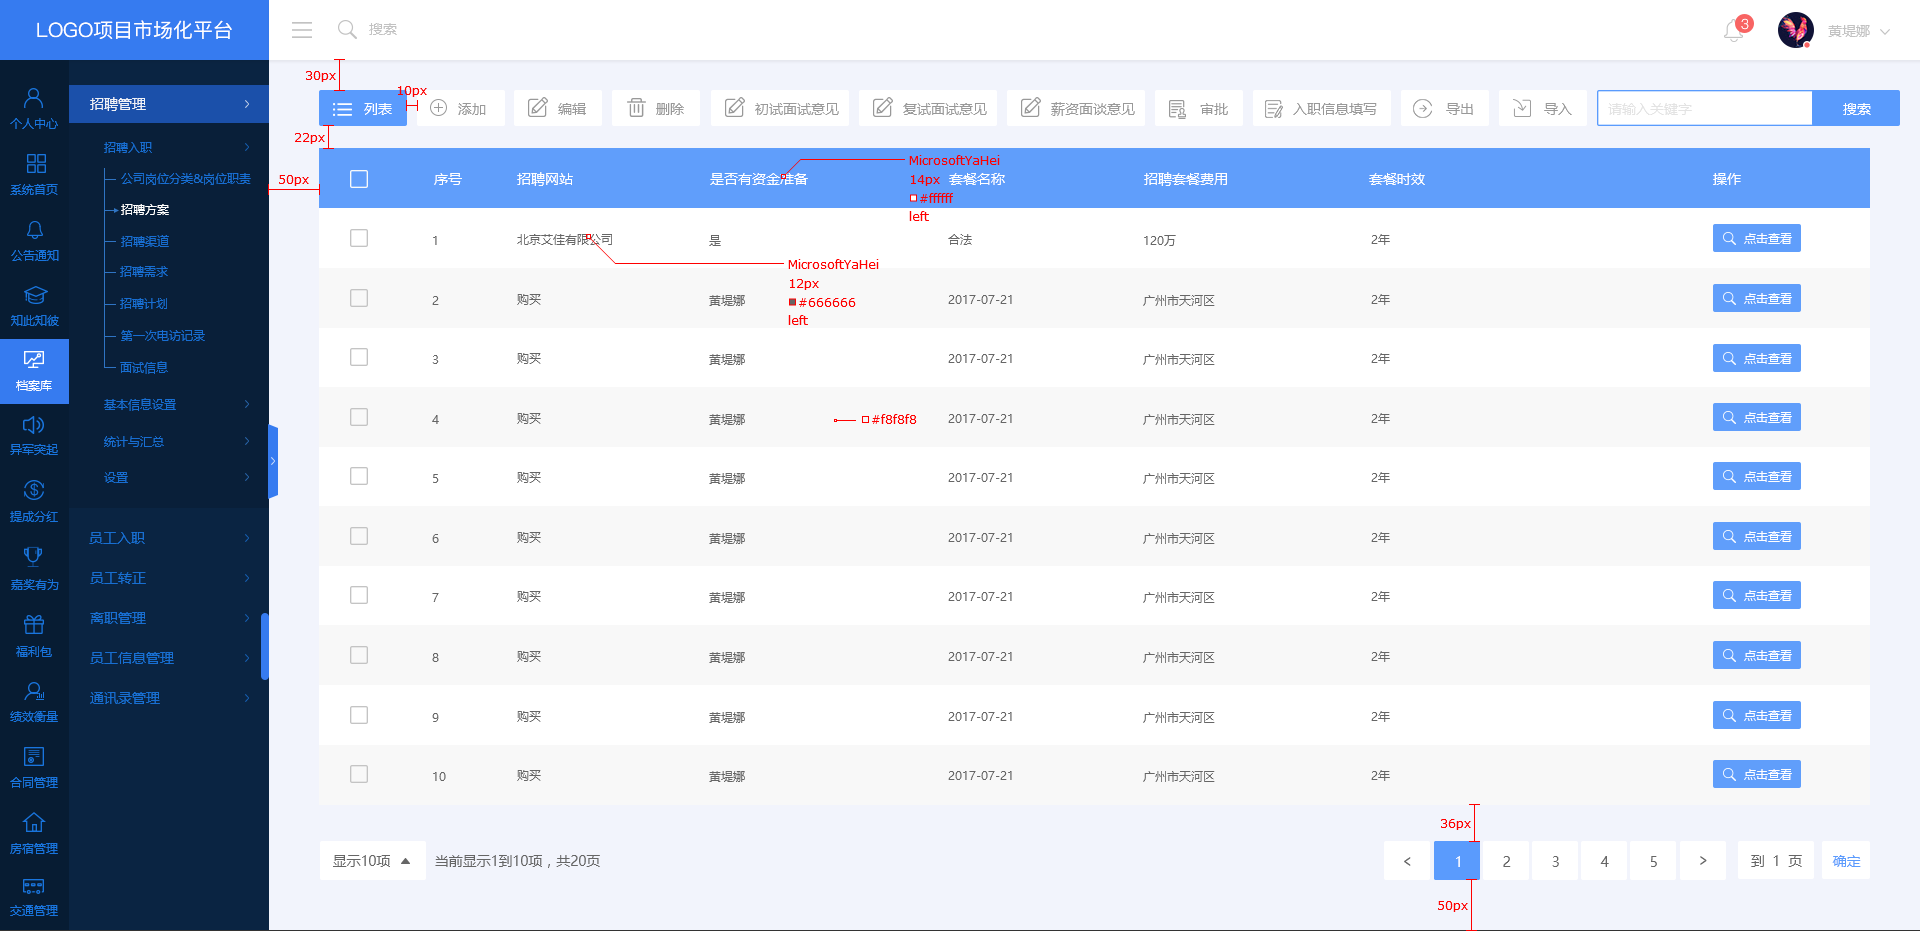 LOGO项目市场化平台
搜索
3
黄堤娜
个人中心
系统首页
公告通知
知此知彼
档案库
异军突起
提成分红
嘉奖有为
福利包
绩效衡量
合同管理
房宿管理
交通管理
招聘管理
招聘入职
公司岗位分类&岗位职责
招聘方案
招聘渠道
招聘需求
招聘计划
第一次电访记录
面试信息
基本信息设置
统计与汇总
设置
员工入职
员工转正
离职管理
员工信息管理
通讯录管理
30px
10px
列表 添加 编辑 删除 初试面试意见 复试面试意见 薪资面谈意见 审批 入职信息填写 导出 导入 请输入关键字 搜索
22px
50px
序号 招聘网站 是否有资金准备 套餐名称 招聘套餐费用 套餐时效 操作
MicrosoftYaHei
14px
#ffffff
left
1 北京艾佳有限公司 是 合法 120万 2年 点击查看
MicrosoftYaHei
12px
#666666
left
2 购买 黄堤娜 2017-07-21 广州市天河区 2年 点击查看
3 购买 黄堤娜 2017-07-21 广州市天河区 2年 点击查看
4 购买 黄堤娜 #f8f8f8 2017-07-21 广州市天河区 2年 点击查看
5 购买 黄堤娜 2017-07-21 广州市天河区 2年 点击查看
6 购买 黄堤娜 2017-07-21 广州市天河区 2年 点击查看
7 购买 黄堤娜 2017-07-21 广州市天河区 2年 点击查看
8 购买 黄堤娜 2017-07-21 广州市天河区 2年 点击查看
9 购买 黄堤娜 2017-07-21 广州市天河区 2年 点击查看
10 购买 黄堤娜 2017-07-21 广州市天河区 2年 点击查看
36px
显示10项 当前显示1到10项，共20页 < 1 2 3 4 5 > 到 1 页 确定
50px